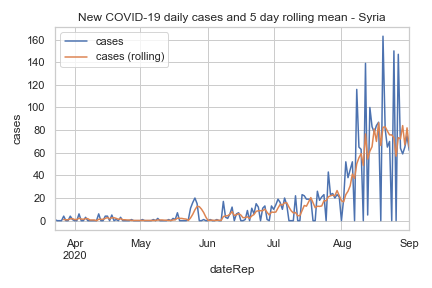 New COVID-19 daily cases and 5 day rolling mean - Syria
cases
cases (rolling)
cases
160
140
120
100
80
60
40
20
0
Apr
2020
May
Jun
Jul
Aug
Sep
dateRep